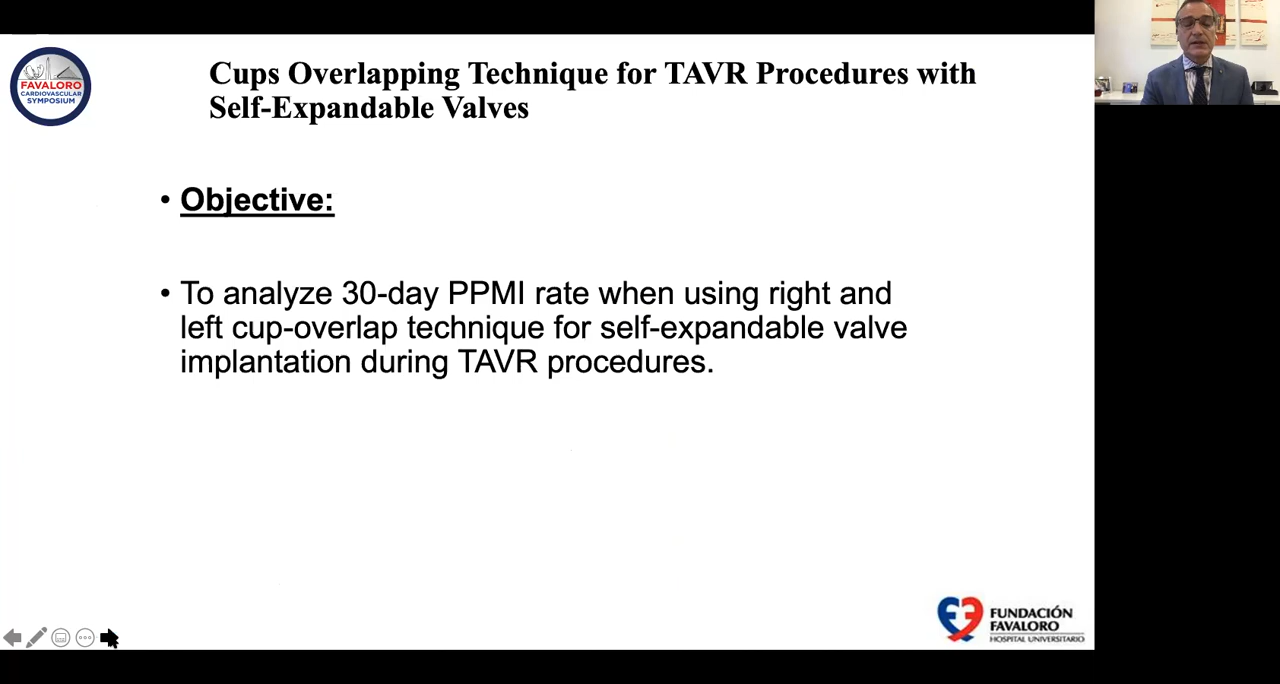 FAVALORO
CARDIOVASCULAR
SYMPOSIUM
Cups Overlapping Technique for TAVR Procedures with
Self-Expandable Valves
• Objective:
• To analyze 30-day PPMI rate when using right and
left cup-overlap technique for self-expandable valve
implantation during TAVR procedures.
FUNDACIÓN
FAVALORO
HOSPITAL UNIVERSITARIO